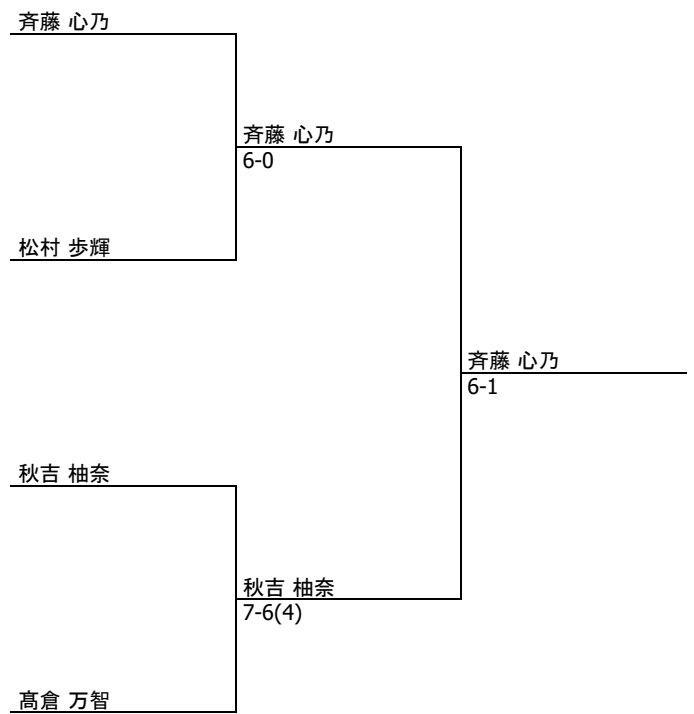 斉藤 心乃
斉藤 心乃
6-0
松村 歩輝
斉藤 心乃
6-1
秋吉 柚奈
秋吉 柚奈
7-6(4)
髙倉 万智